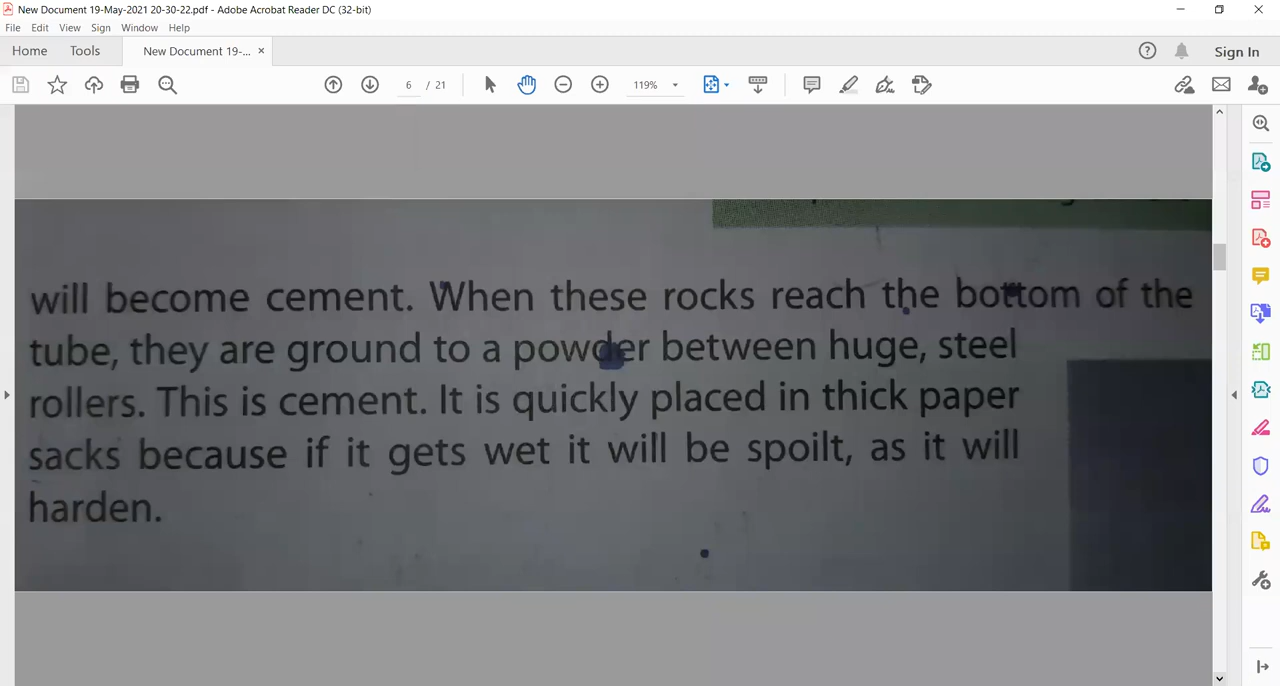 New Document 19-May-2021 20-30-22.pdf - Adobe Acrobat Reader DC (32-bit)
File Edit View Sign Window Help
Home Tools New Document 19-... × Sign In
6 / 21 119%
will become cement. When these rocks reach the bottom of the
tube, they are ground to a powder between huge, steel
rollers. This is cement. It is quickly placed in thick paper
sacks because if it gets wet it will be spoilt, as it will
harden.